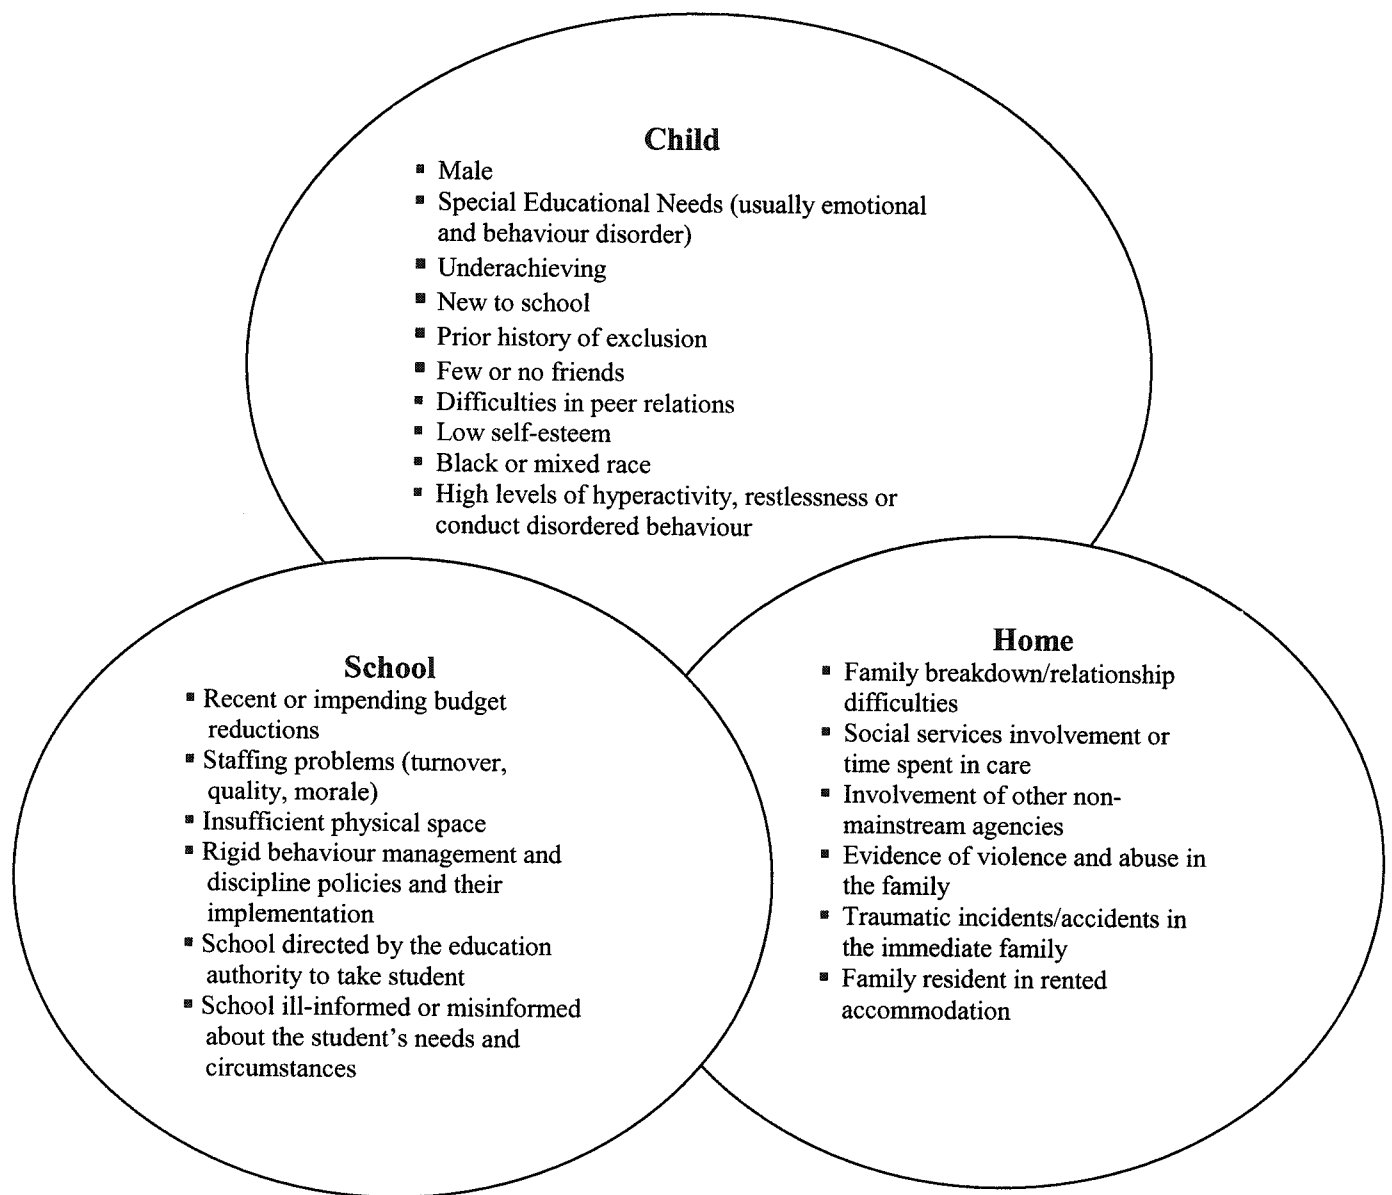 Child
▪ Male
▪ Special Educational Needs (usually emotional
and behaviour disorder)
▪ Underachieving
▪ New to school
▪ Prior history of exclusion
▪ Few or no friends
▪ Difficulties in peer relations
▪ Low self-esteem
▪ Black or mixed race
▪ High levels of hyperactivity, restlessness or
conduct disordered behaviour
School
▪ Recent or impending budget
reductions
▪ Staffing problems (turnover,
quality, morale)
▪ Insufficient physical space
▪ Rigid behaviour management and
discipline policies and their
implementation
▪ School directed by the education
authority to take student
▪ School ill-informed or misinformed
about the student's needs and
circumstances
Home
▪ Family breakdown/relationship
difficulties
▪ Social services involvement or
time spent in care
▪ Involvement of other non-
mainstream agencies
▪ Evidence of violence and abuse in
the family
▪ Traumatic incidents/accidents in
the immediate family
▪ Family resident in rented
accommodation